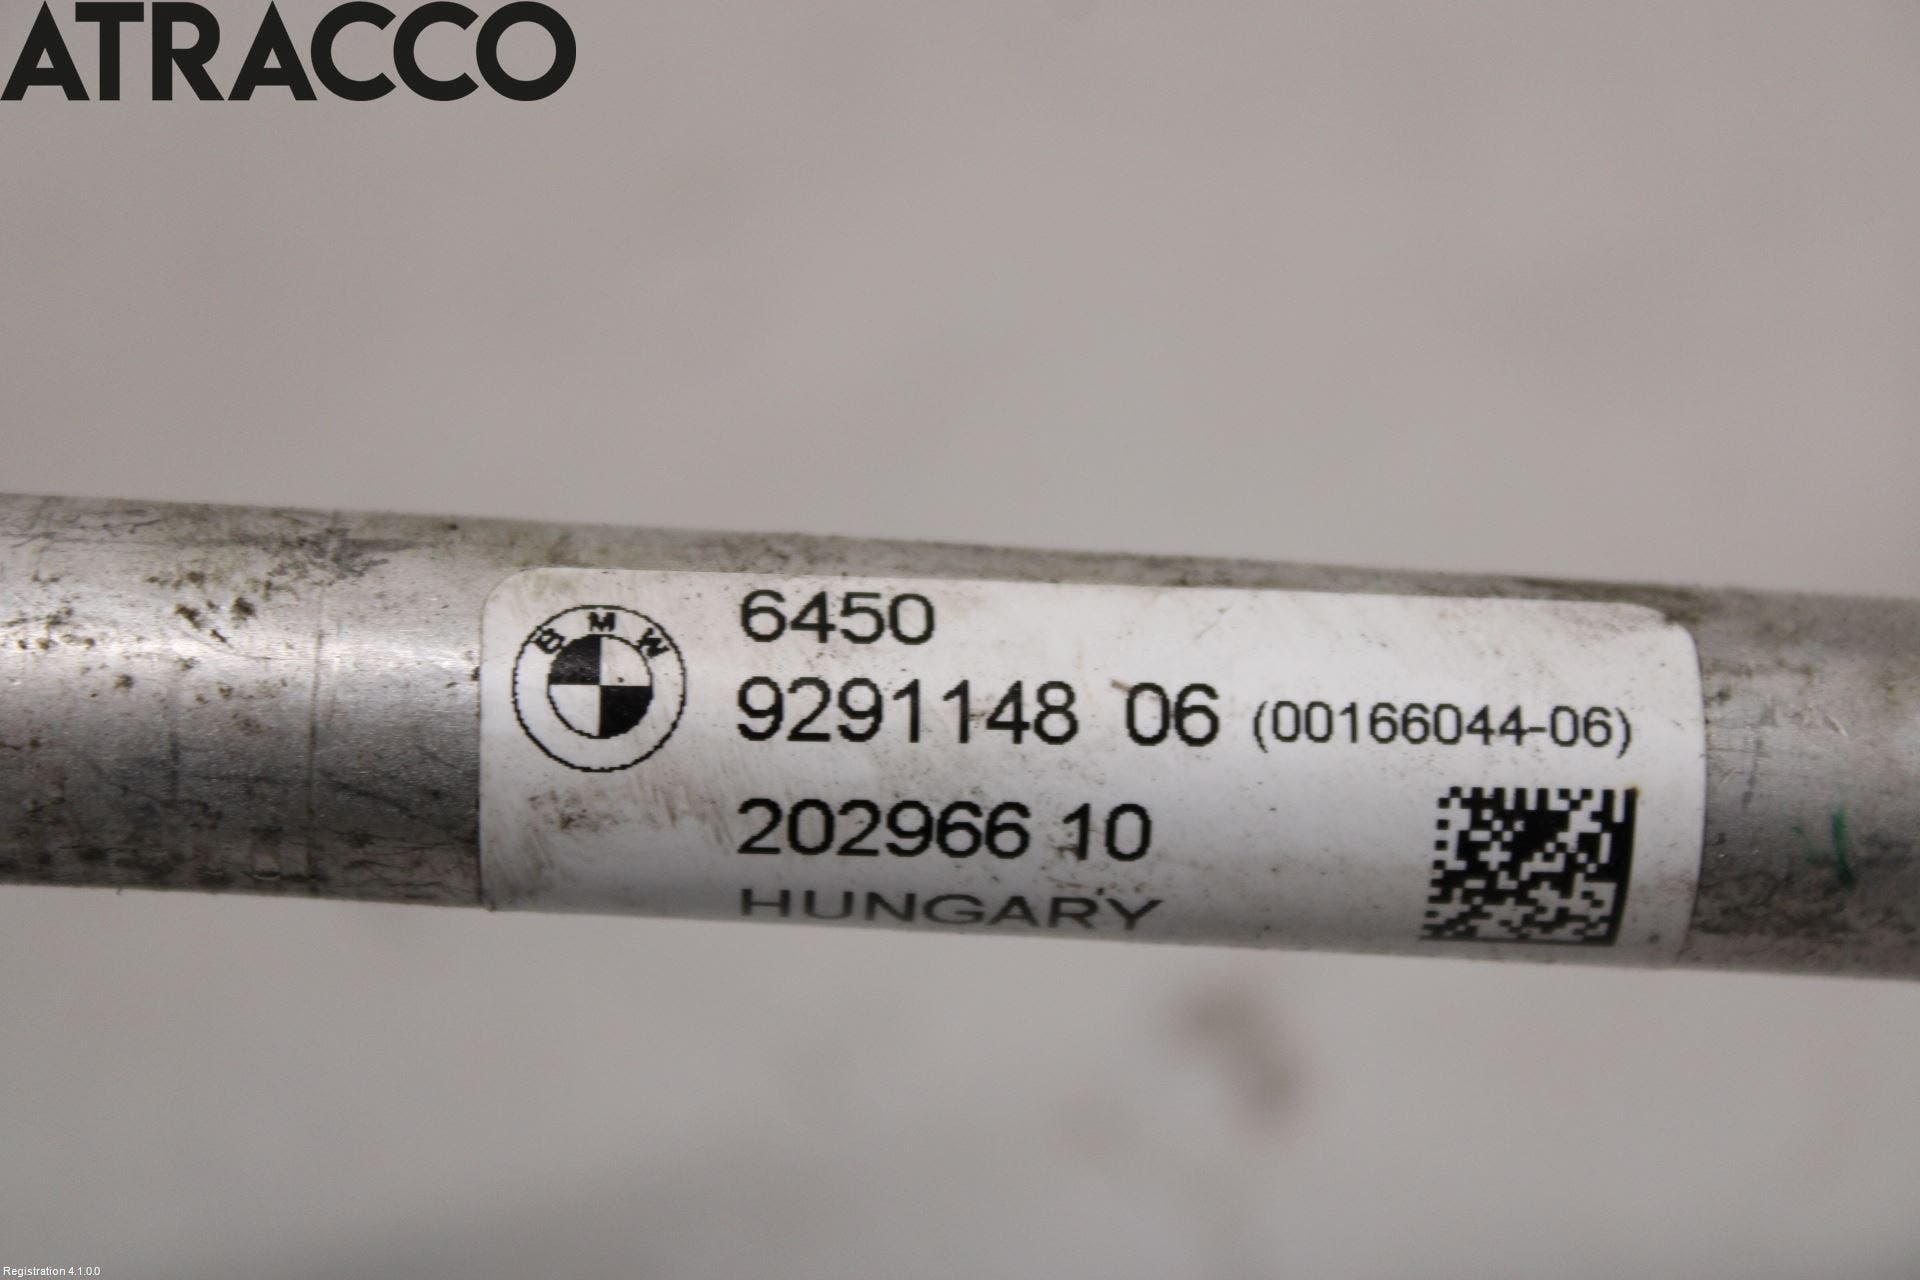 ATRACCO
BMW
6450
9291148 06 (00166044-06)
202966 10
HUNGARY
Registration 4.1.0.0